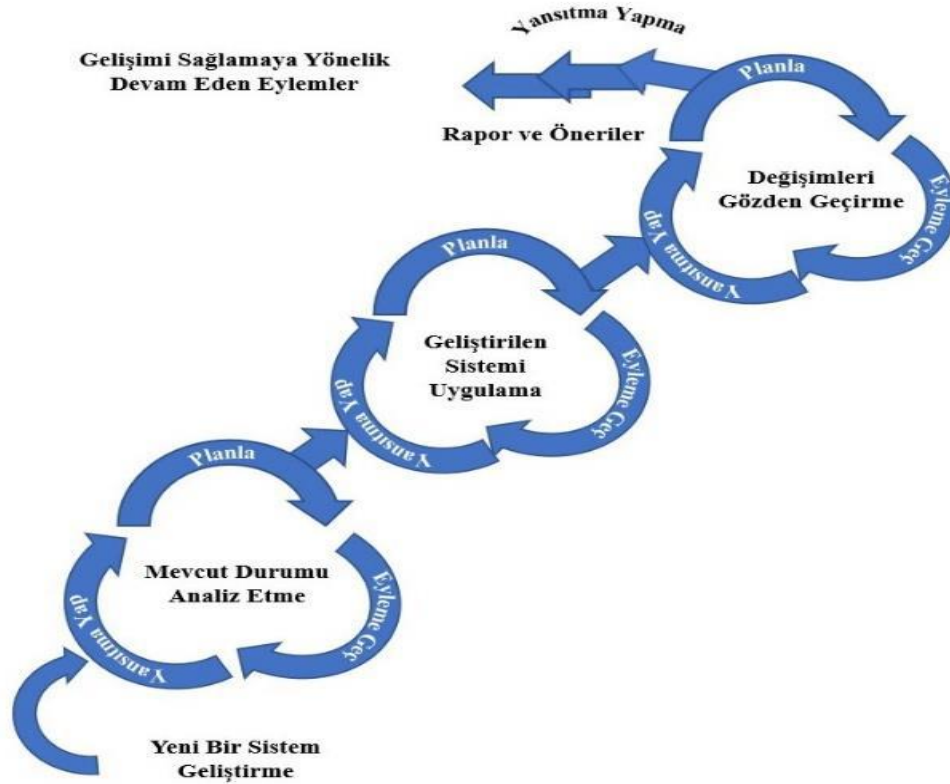 Yansıtma Yapma
Gelişimi Sağlamaya Yönelik
Devam Eden Eylemler
Rapor ve Öneriler
Planla
Eyleme Geç
Yansıtma Yap
Değişimleri
Gözden Geçirme
Planla
Eyleme Geç
Yansıtma Yap
Geliştirilen
Sistemi
Uygulama
Planla
Eyleme Geç
Yansıtma Yap
Mevcut Durumu
Analiz Etme
Yeni Bir Sistem
Geliştirme